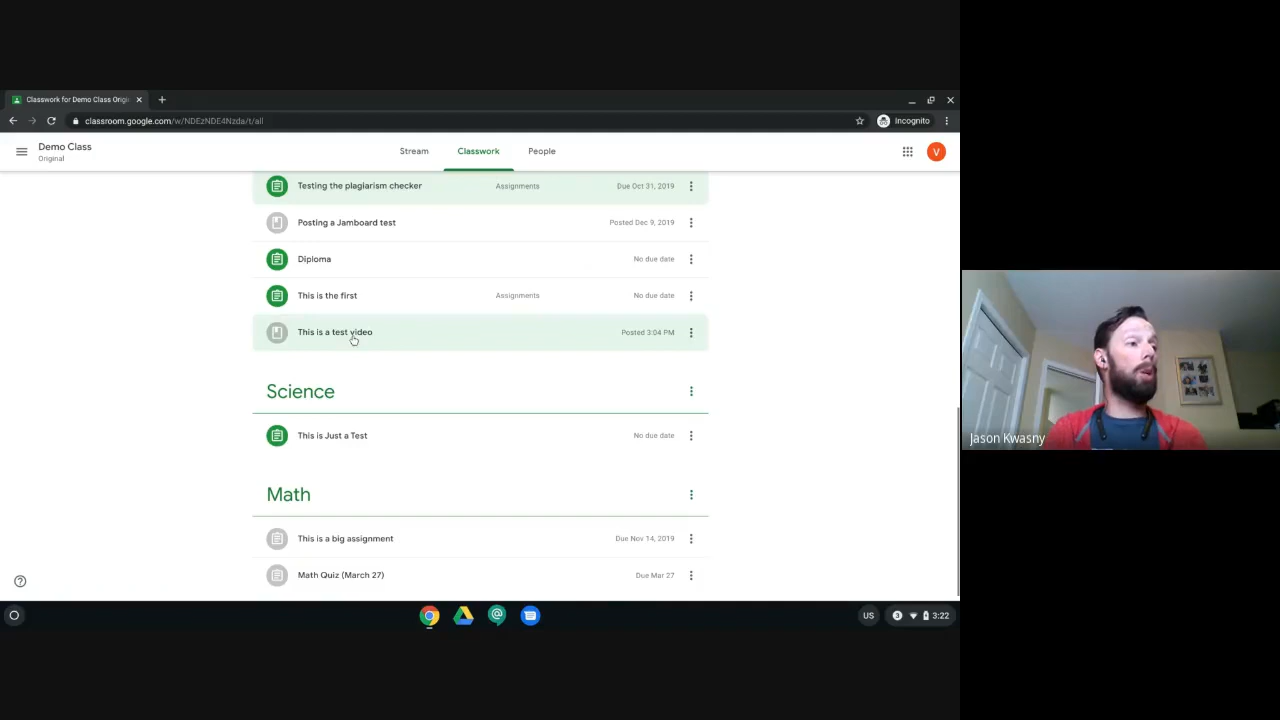 Classwork for Demo Class Origi
classroom.google.com/w/NDEzNDE4Nzda/t/all
Incognito
Demo Class
Original
Stream
Classwork
People
V
Testing the plagiarism checker Assignments Due Oct 31, 2019
Posting a Jamboard test Posted Dec 9, 2019
Diploma No due date
This is the first Assignments No due date
This is a test video Posted 3:04 PM
Science
This is Just a Test No due date
Math
This is a big assignment Due Nov 14, 2019
Math Quiz (March 27) Due Mar 27
US 3 3:22
Jason Kwasny